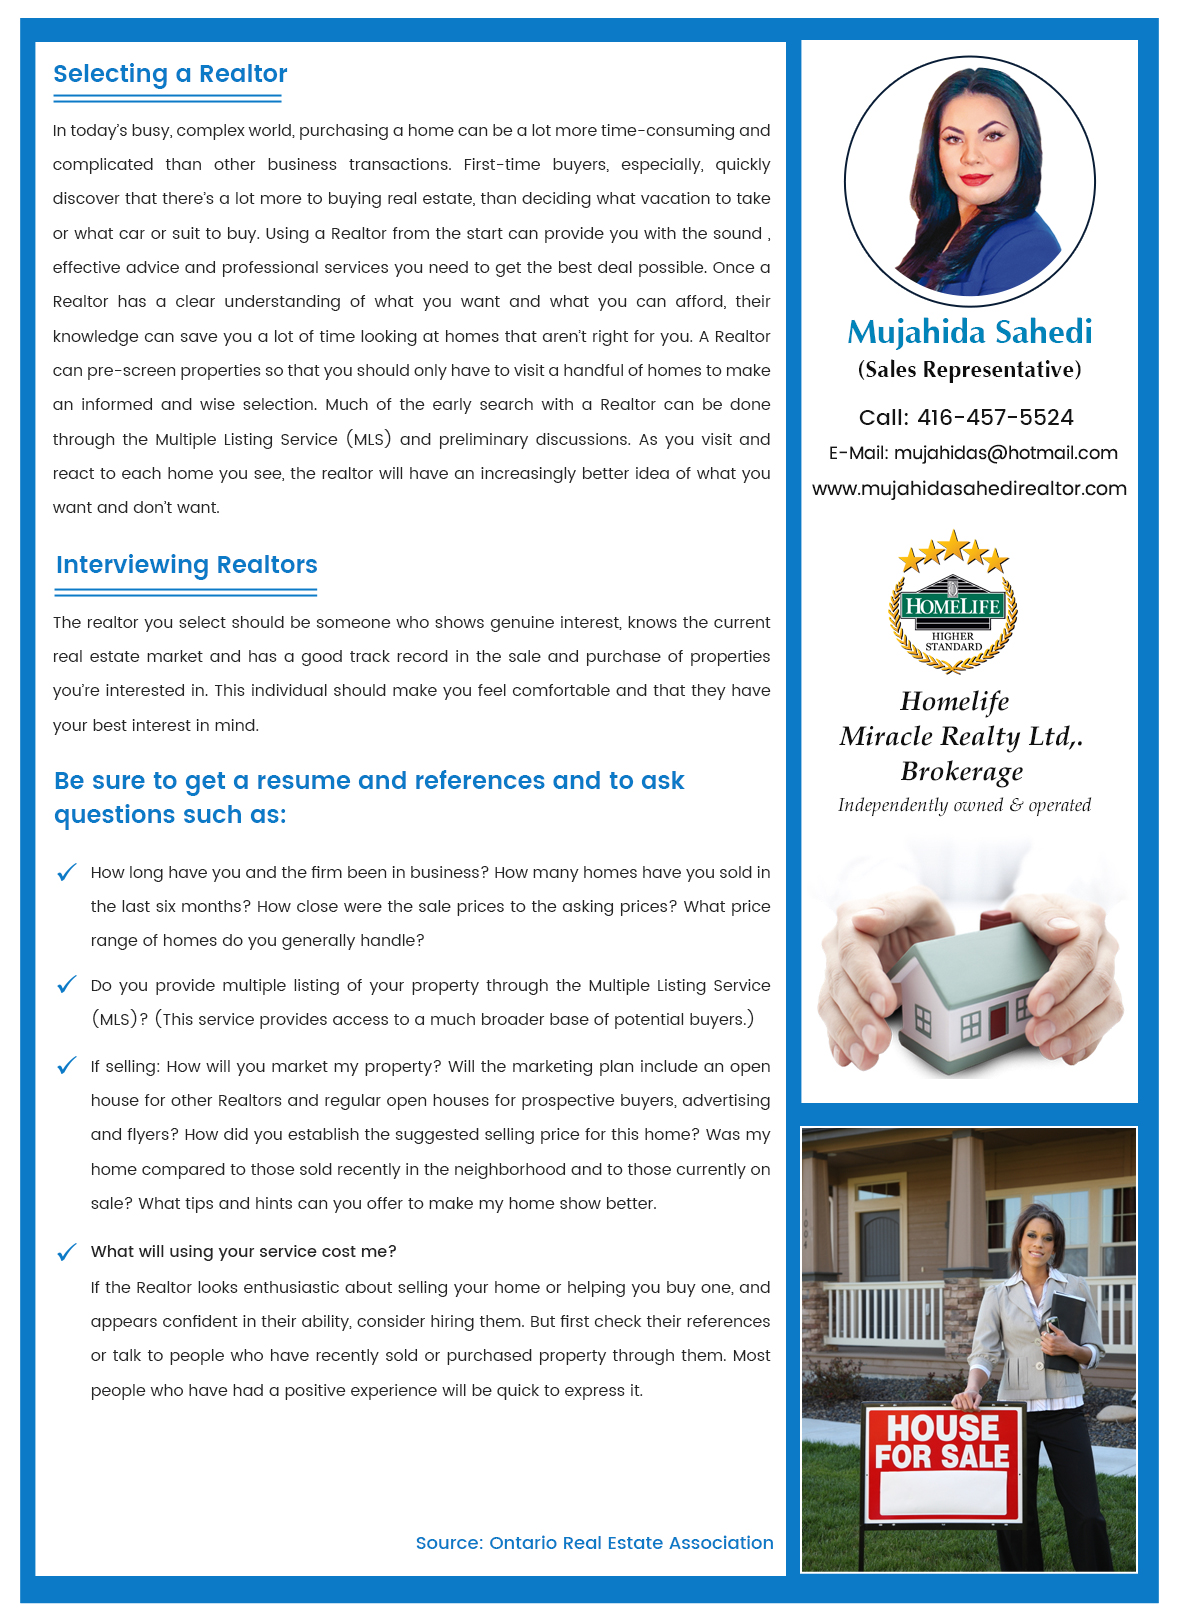 Selecting a Realtor
In today's busy, complex world, purchasing a home can be a lot more time-consuming and
complicated than other business transactions. First-time buyers, especially, quickly
discover that there's a lot more to buying real estate, than deciding what vacation to take
or what car or suit to buy. Using a Realtor from the start can provide you with the sound ,
effective advice and professional services you need to get the best deal possible. Once a
Realtor has a clear understanding of what you want and what you can afford, their
knowledge can save you a lot of time looking at homes that aren't right for you. A Realtor
can pre-screen properties so that you should only have to visit a handful of homes to make
an informed and wise selection. Much of the early search with a Realtor can be done
through the Multiple Listing Service (MLS) and preliminary discussions. As you visit and
react to each home you see, the realtor will have an increasingly better idea of what you
want and don't want.
Interviewing Realtors
The realtor you select should be someone who shows genuine interest, knows the current
real estate market and has a good track record in the sale and purchase of properties
you're interested in. This individual should make you feel comfortable and that they have
your best interest in mind.
Be sure to get a resume and references and to ask
questions such as:
How long have you and the firm been in business? How many homes have you sold in
the last six months? How close were the sale prices to the asking prices? What price
range of homes do you generally handle?
Do you provide multiple listing of your property through the Multiple Listing Service
(MLS)? (This service provides access to a much broader base of potential buyers.)
If selling: How will you market my property? Will the marketing plan include an open
house for other Realtors and regular open houses for prospective buyers, advertising
and flyers? How did you establish the suggested selling price for this home? Was my
home compared to those sold recently in the neighborhood and to those currently on
sale? What tips and hints can you offer to make my home show better.
What will using your service cost me?
If the Realtor looks enthusiastic about selling your home or helping you buy one, and
appears confident in their ability, consider hiring them. But first check their references
or talk to people who have recently sold or purchased property through them. Most
people who have had a positive experience will be quick to express it.
Source: Ontario Real Estate Association
Mujahida Sahedi
(Sales Representative)
Call: 416-457-5524
E-Mail: mujahidas@hotmail.com
www.mujahidasahedirealtor.com
HOMELIFE
HIGHER
STANDARD
Homelife
Miracle Realty Ltd,.
Brokerage
Independently owned & operated
1004
HOUSE
FOR SALE